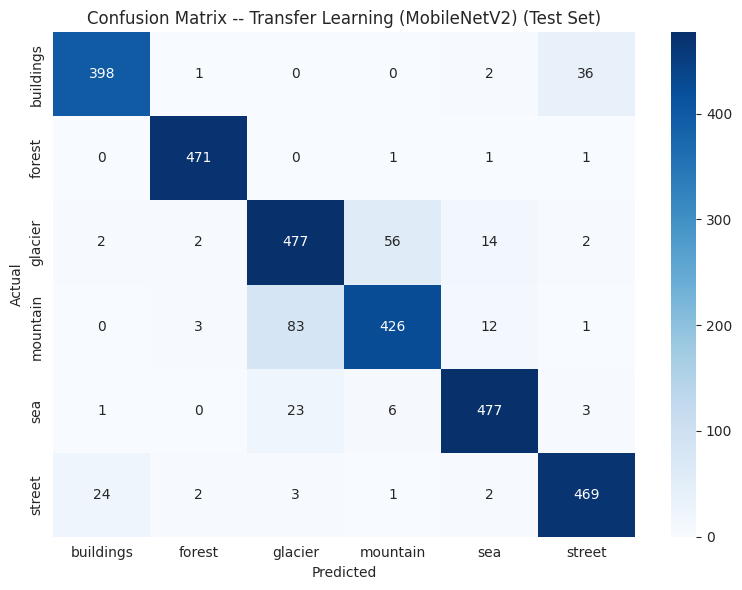 Confusion Matrix -- Transfer Learning (MobileNetV2) (Test Set)
Actual
buildings 398 1 0 0 2 36
forest 0 471 0 1 1 1
glacier 2 2 477 56 14 2
mountain 0 3 83 426 12 1
sea 1 0 23 6 477 3
street 24 2 3 1 2 469
buildings forest glacier mountain sea street
Predicted
400
300
200
100
0